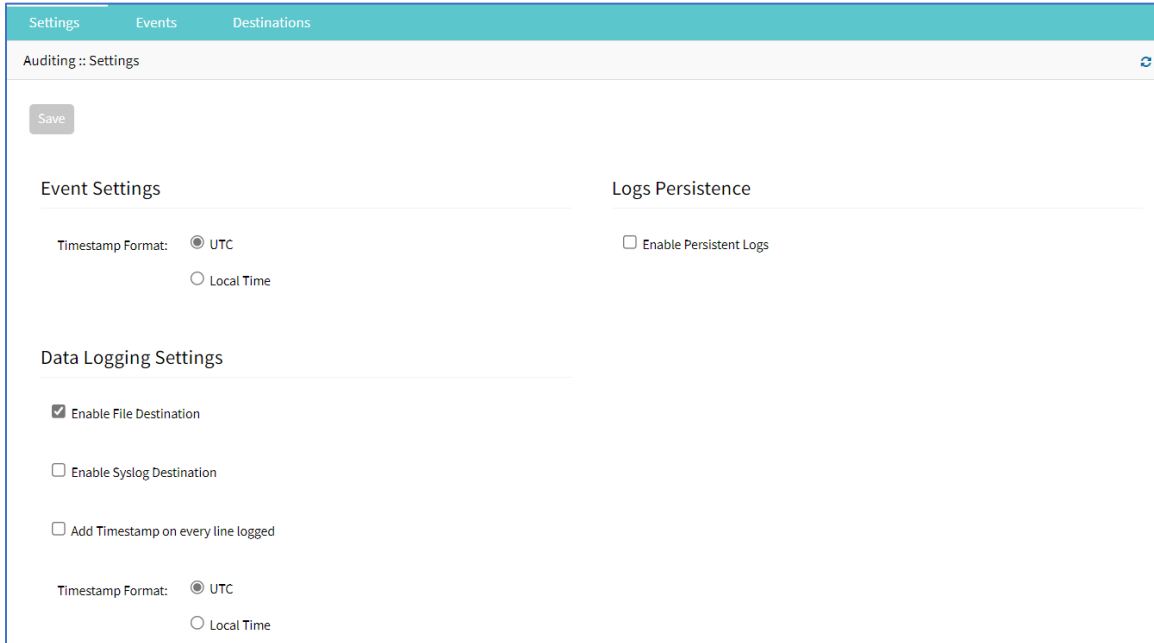 Settings Events Destinations
Auditing :: Settings
Save
Event Settings
Timestamp Format: UTC
Local Time
Logs Persistence
Enable Persistent Logs
Data Logging Settings
Enable File Destination
Enable Syslog Destination
Add Timestamp on every line logged
Timestamp Format: UTC
Local Time